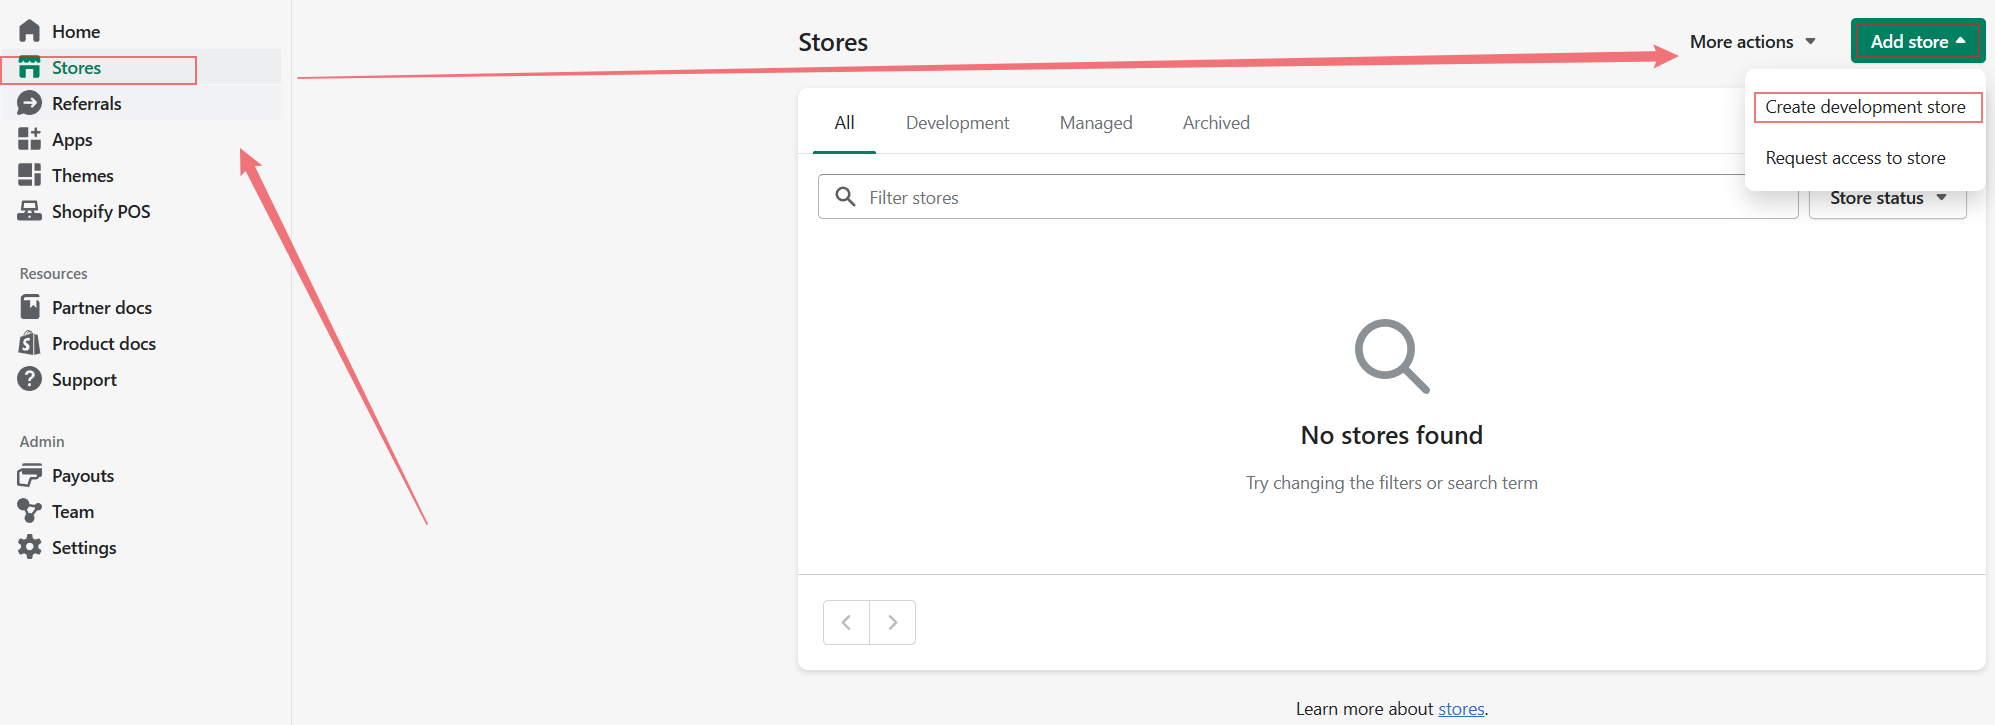 Home
Stores
Referrals
Apps
Themes
Shopify POS
Resources
Partner docs
Product docs
Support
Admin
Payouts
Team
Settings
Stores
More actions
Add store
Create development store
Request access to store
All
Development
Managed
Archived
Filter stores
Store status
No stores found
Try changing the filters or search term
Learn more about stores.